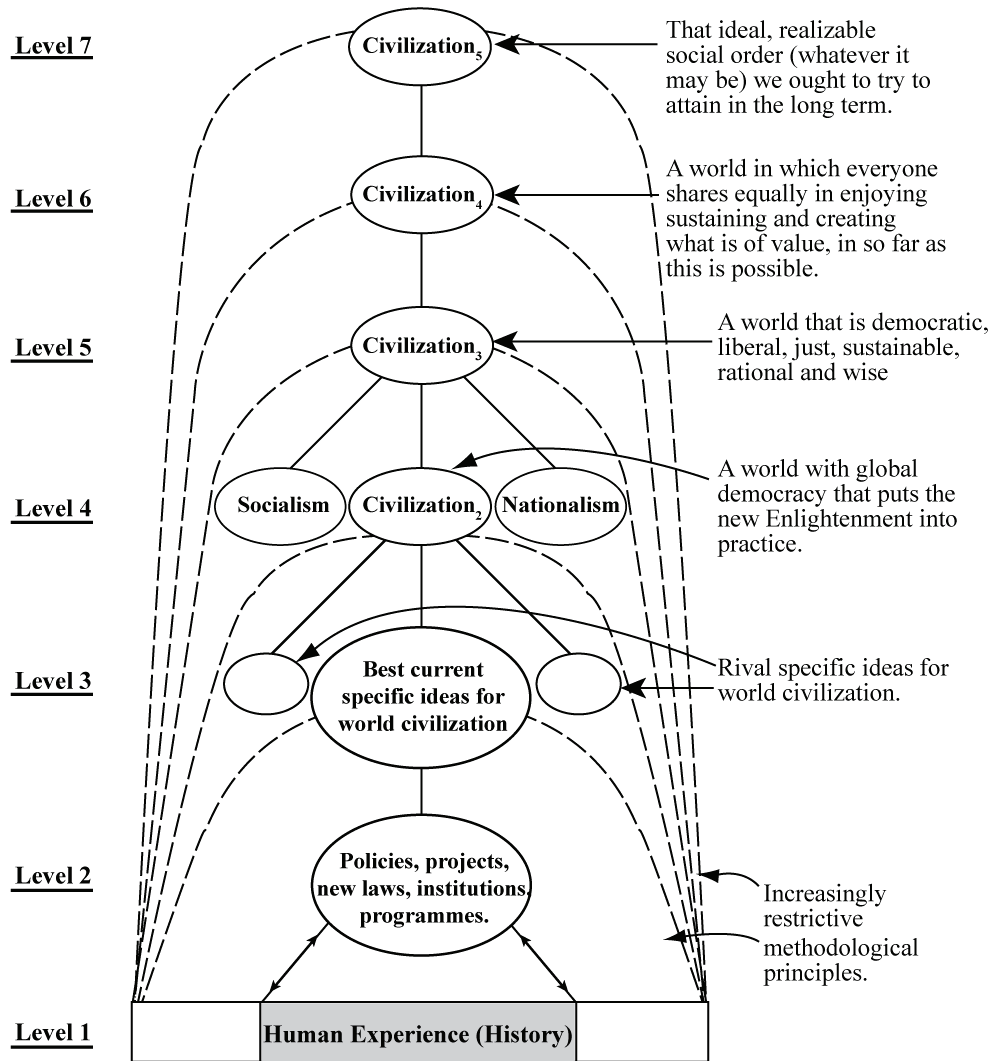 Level 7
Civilization5
That ideal, realizable
social order (whatever it
may be) we ought to try to
attain in the long term.
Level 6
Civilization4
A world in which everyone
shares equally in enjoying
sustaining and creating
what is of value, in so far as
this is possible.
Level 5
Civilization3
A world that is democratic,
liberal, just, sustainable,
rational and wise
Level 4
Socialism
Civilization2
Nationalism
A world with global
democracy that puts the
new Enlightenment into
practice.
Level 3
Best current
specific ideas for
world civilization
Rival specific ideas for
world civilization.
Level 2
Policies, projects,
new laws, institutions,
programmes.
Increasingly
restrictive
methodological
principles.
Level 1
Human Experience (History)